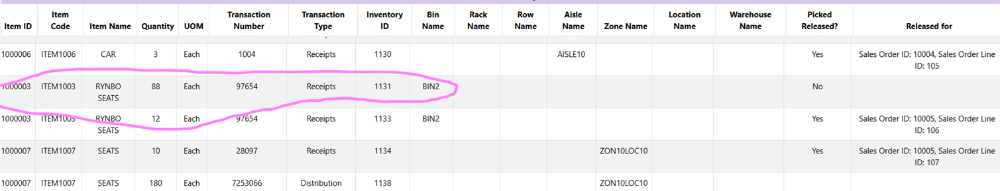 Item ID Item Code Item Name Quantity UOM Transaction Number Transaction Type Inventory ID Bin Name Rack Name Row Name Aisle Name Zone Name Location Name Warehouse Name Picked Released? Released for
1000006 ITEM1006 CAR 3 Each 1004 Receipts 1130 AISLE10 Yes Sales Order ID: 10004, Sales Order Line
ID: 105
1000003 ITEM1003 RYNBO 88 Each 97654 Receipts 1131 BIN2 No
SEATS
1000003 ITEM1003 RYNBO 12 Each 97654 Receipts 1133 BIN2 Yes Sales Order ID: 10005, Sales Order Line
SEATS ID: 106
1000007 ITEM1007 SEATS 10 Each 28097 Receipts 1134 ZON10LOC10 Yes Sales Order ID: 10005, Sales Order Line
ID: 107
1000007 ITEM1007 SEATS 180 Each 7253066 Distribution 1138 ZON10LOC10